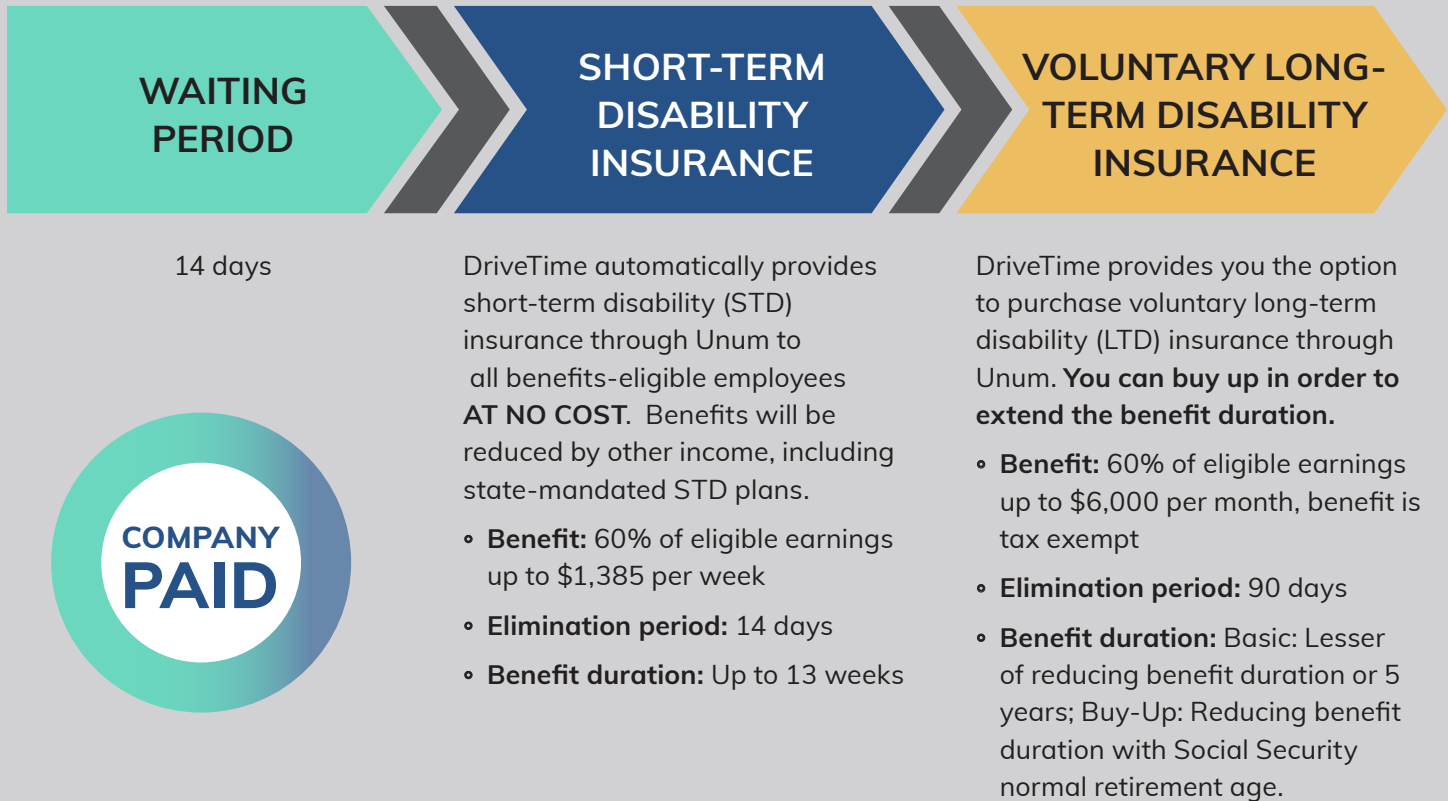 WAITING
PERIOD
SHORT-TERM
DISABILITY
INSURANCE
VOLUNTARY LONG-
TERM DISABILITY
INSURANCE
14 days
COMPANY
PAID
DriveTime automatically provides
short-term disability (STD)
insurance through Unum to
all benefits-eligible employees
AT NO COST.  Benefits will be
reduced by other income, including
state-mandated STD plans.
• Benefit: 60% of eligible earnings
up to $1,385 per week
• Elimination period: 14 days
• Benefit duration: Up to 13 weeks
DriveTime provides you the option
to purchase voluntary long-term
disability (LTD) insurance through
Unum. You can buy up in order to
extend the benefit duration.
• Benefit: 60% of eligible earnings
up to $6,000 per month, benefit is
tax exempt
• Elimination period: 90 days
• Benefit duration: Basic: Lesser
of reducing benefit duration or 5
years; Buy-Up: Reducing benefit
duration with Social Security
normal retirement age.